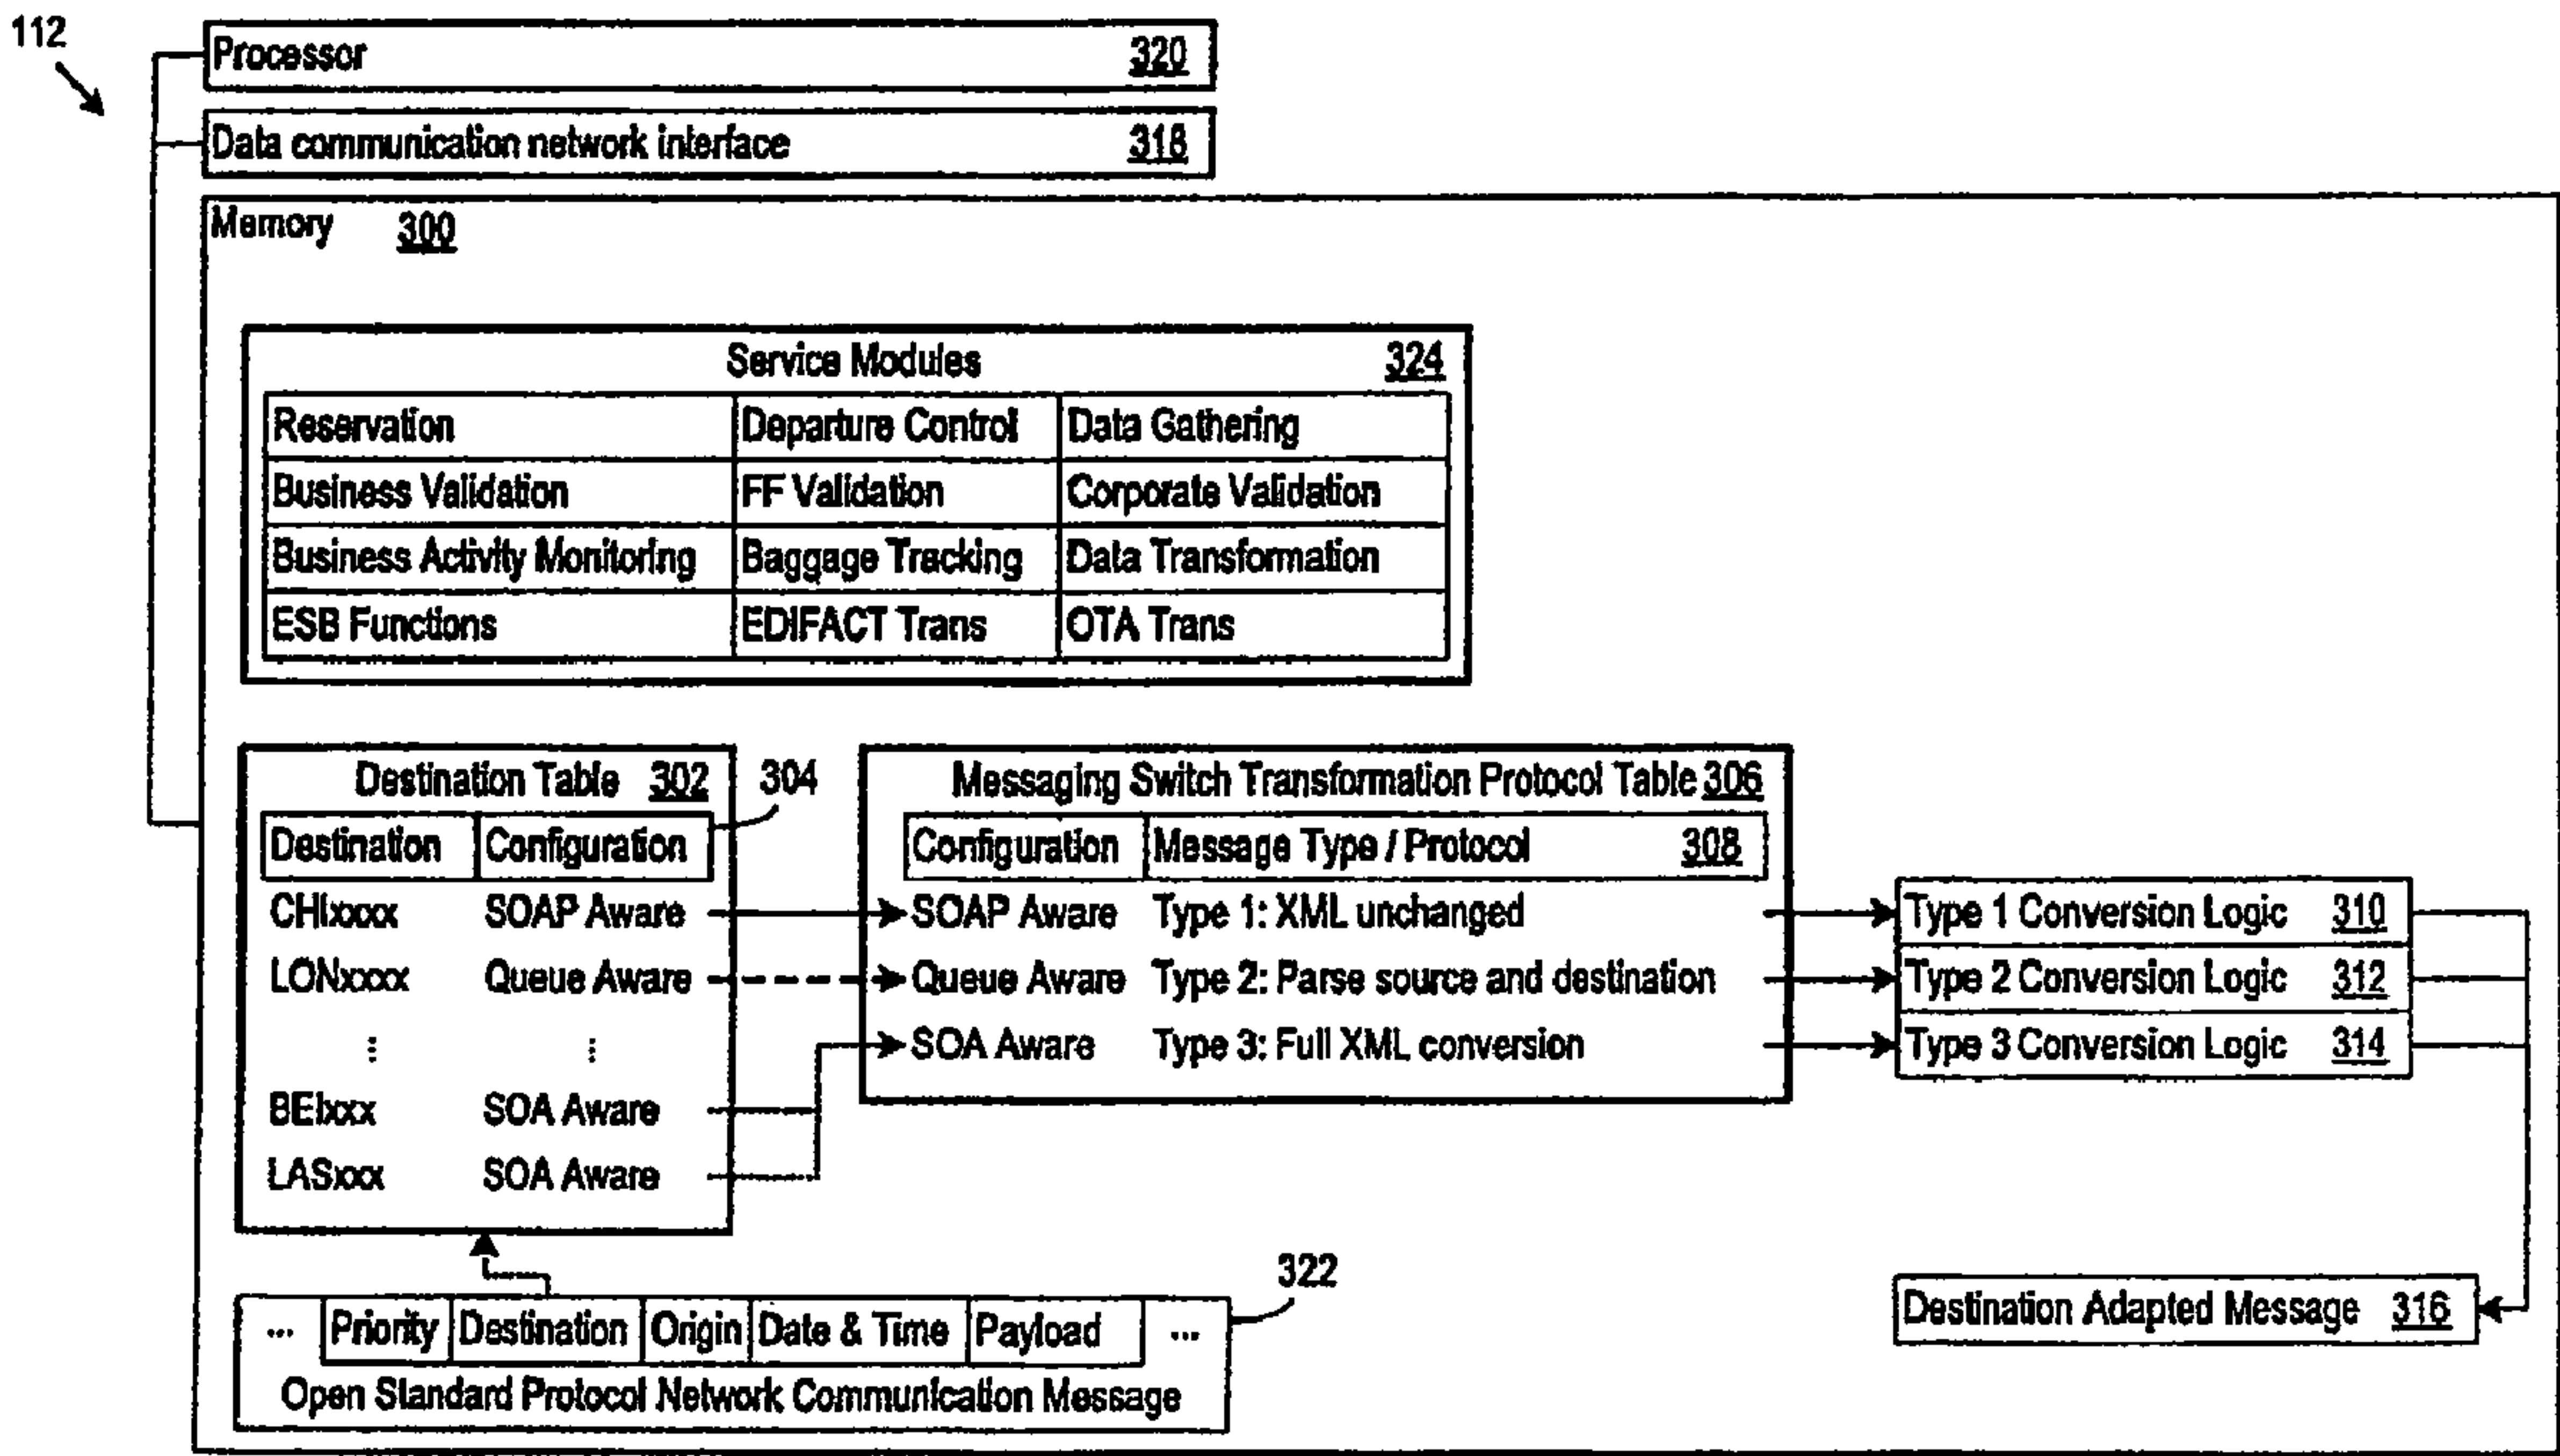 112
Processor 320
Data communication network interface 318
Memory 300
Service Modules 324
Reservation Departure Control Data Gathering
Business Validation FF Validation Corporate Validation
Business Activity Monitoring Baggage Tracking Data Transformation
ESB Functions EDIFACT Trans OTA Trans
Destination Table 302 304
Destination Configuration
CHIxxxx SOAP Aware
LONxxxx Queue Aware
⋮ ⋮
BEIxxx SOA Aware
LASxxx SOA Aware
Messaging Switch Transformation Protocol Table 306
Configuration Message Type / Protocol 308
SOAP Aware Type 1: XML unchanged
Queue Aware Type 2: Parse source and destination
SOA Aware Type 3: Full XML conversion
Type 1 Conversion Logic 310
Type 2 Conversion Logic 312
Type 3 Conversion Logic 314
322
... Priority Destination Origin Date & Time Payload ...
Open Standard Protocol Network Communication Message
Destination Adapted Message 316